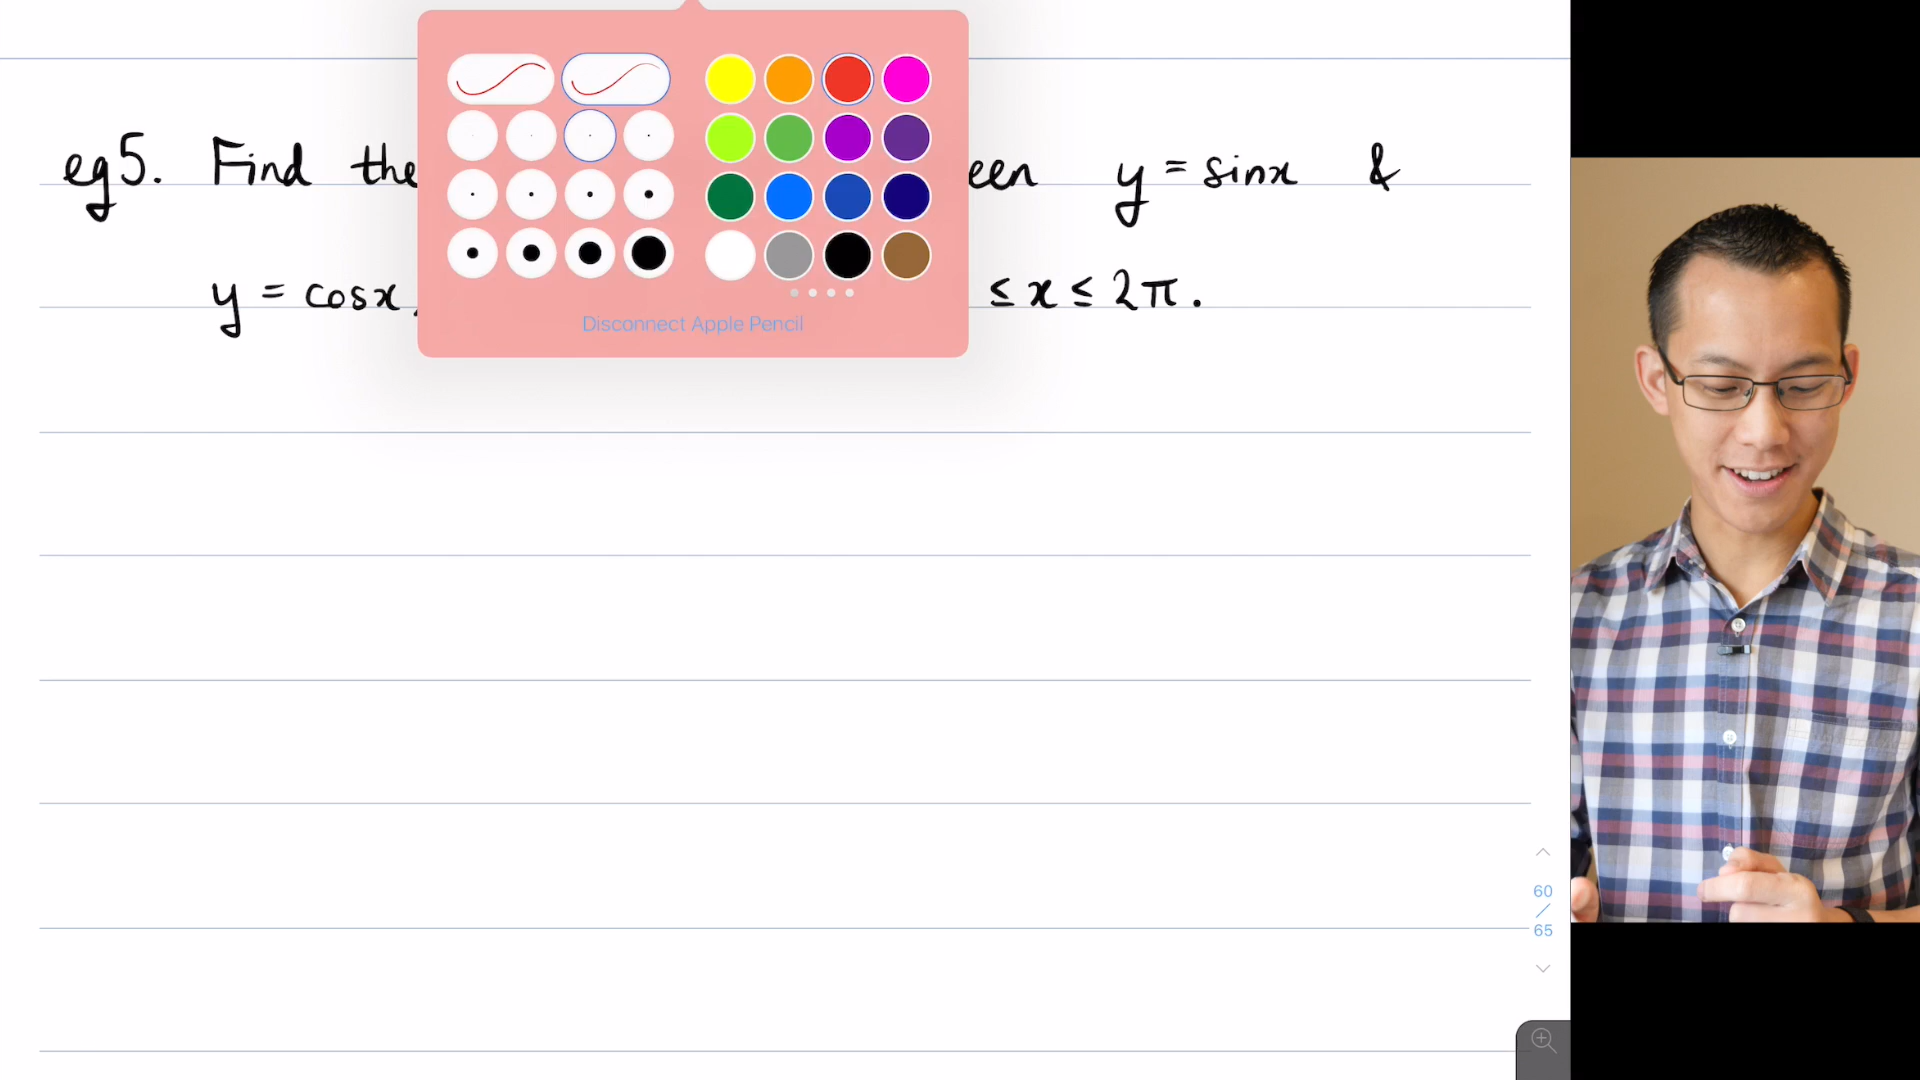 eg5. Find the een y = sinx &
y = cosx, ≤ x ≤ 2π.
Disconnect Apple Pencil
60
/
65